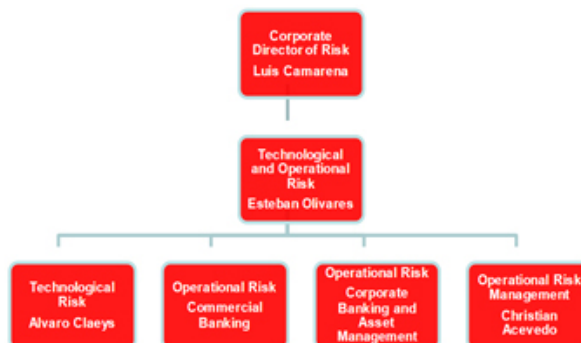 Corporate
Director of Risk
Luis Camarena
Technological
and Operational
Risk
Esteban Olivares
Technological
Risk
Alvaro Claeys
Operational Risk
Commercial
Banking
Operational Risk
Corporate
Banking and
Asset
Management
Operational Risk
Management
Christian
Acevedo